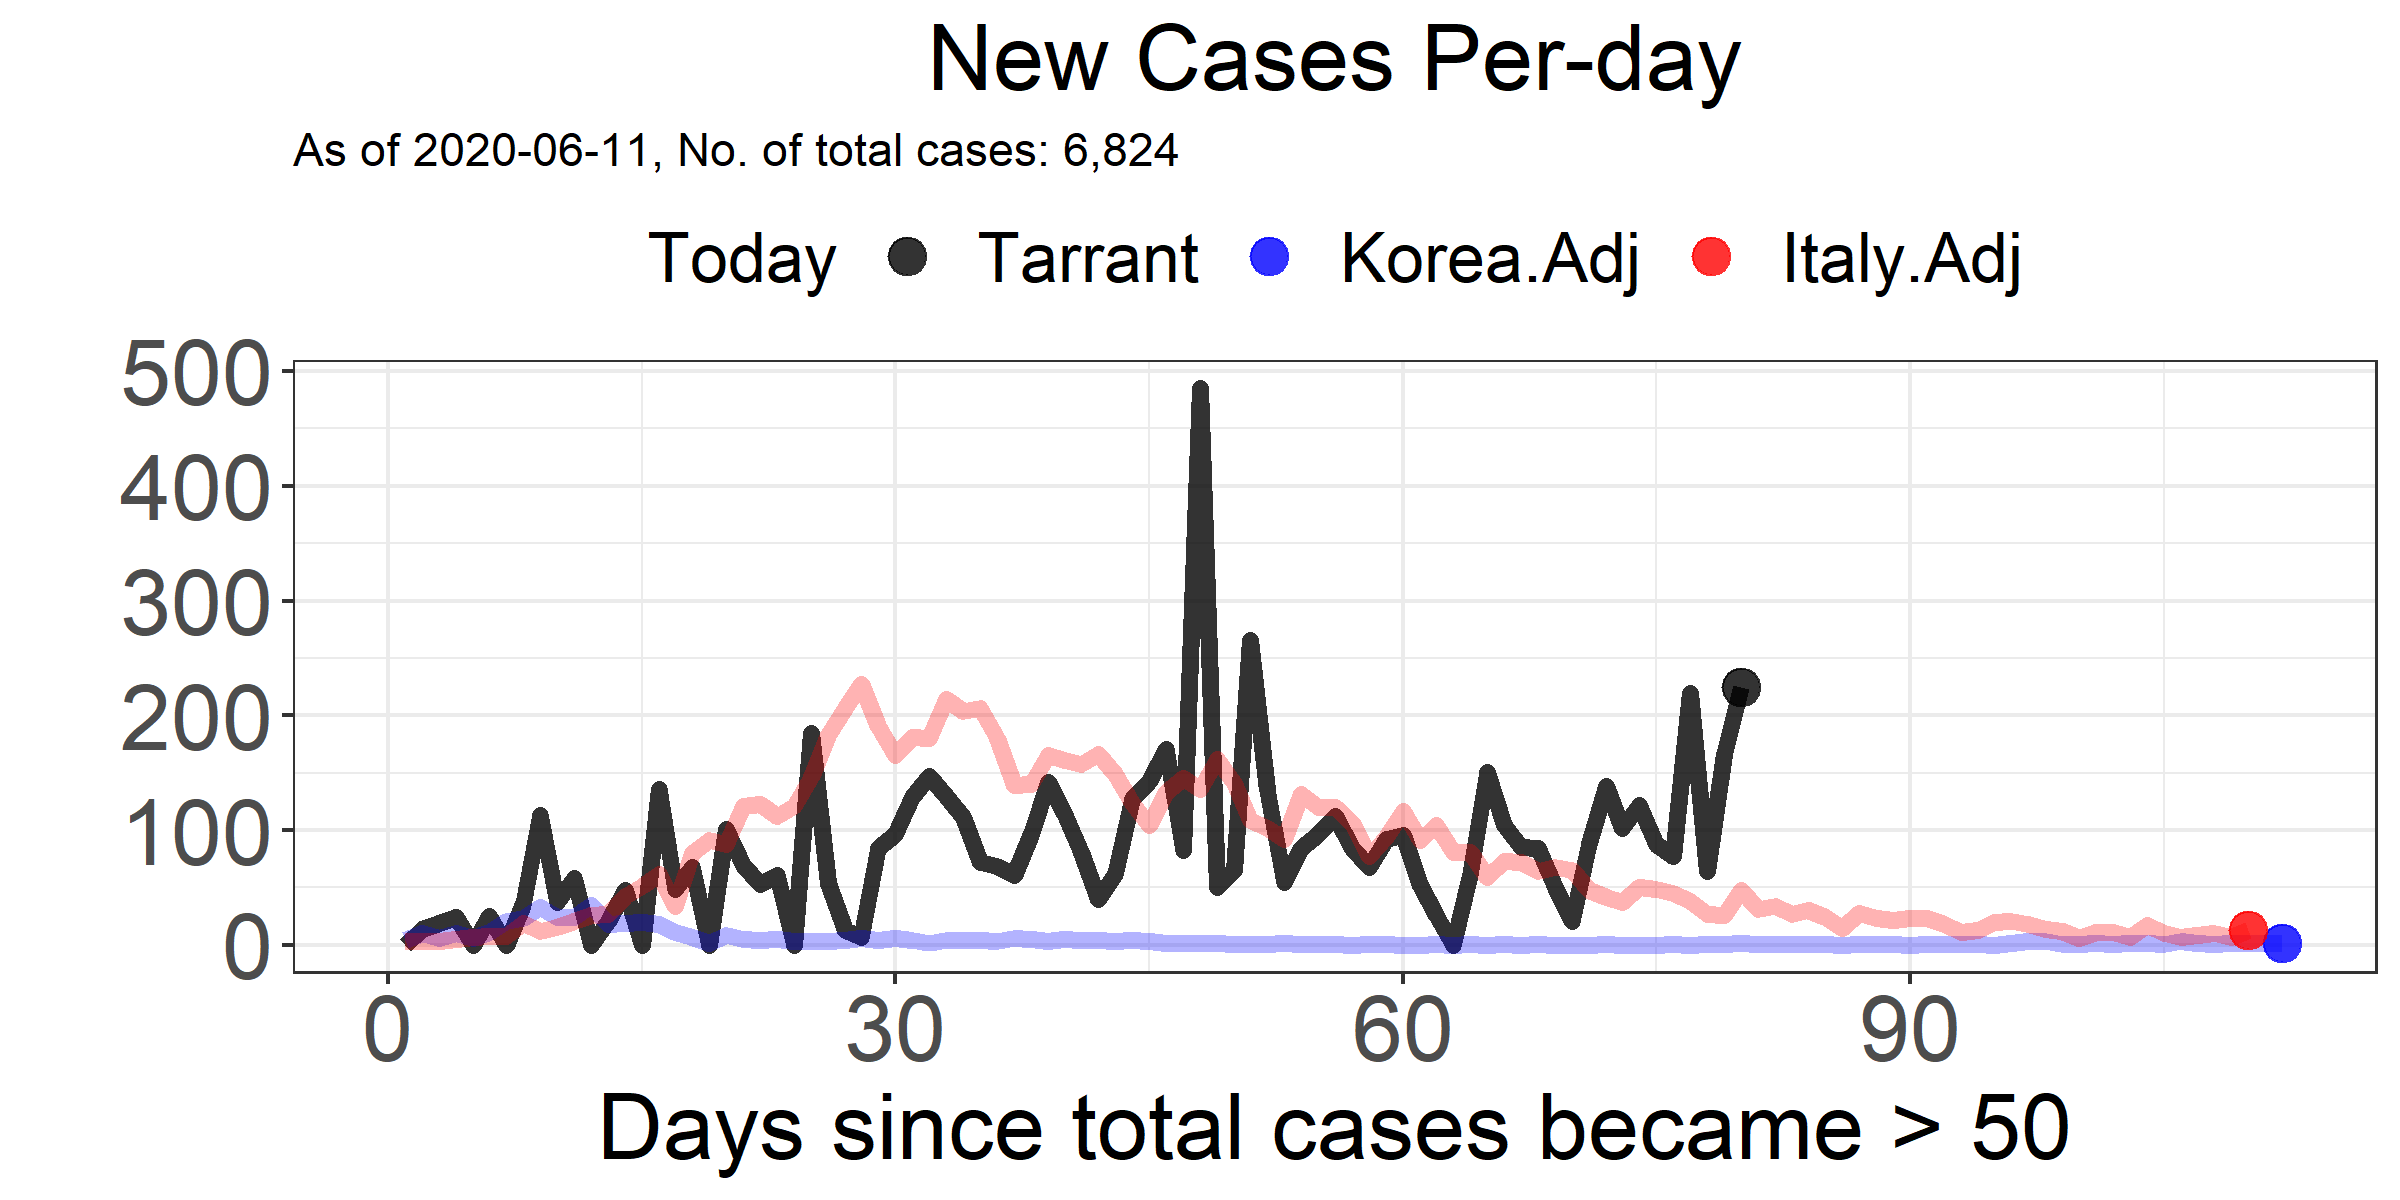 New Cases Per-day
As of 2020-06-11, No. of total cases: 6,824
Today Tarrant Korea.Adj Italy.Adj
500
400
300
200
100
0
0 30 60 90
Days since total cases became > 50